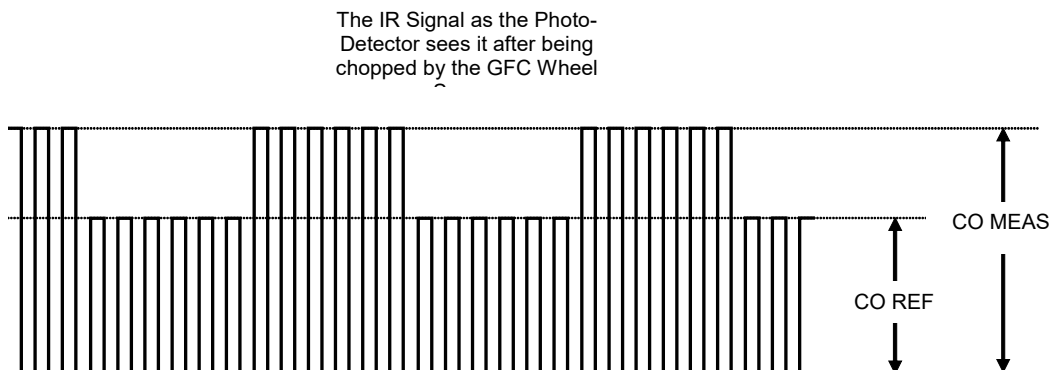 The IR Signal as the Photo-
Detector sees it after being
chopped by the GFC Wheel
CO MEAS
CO REF